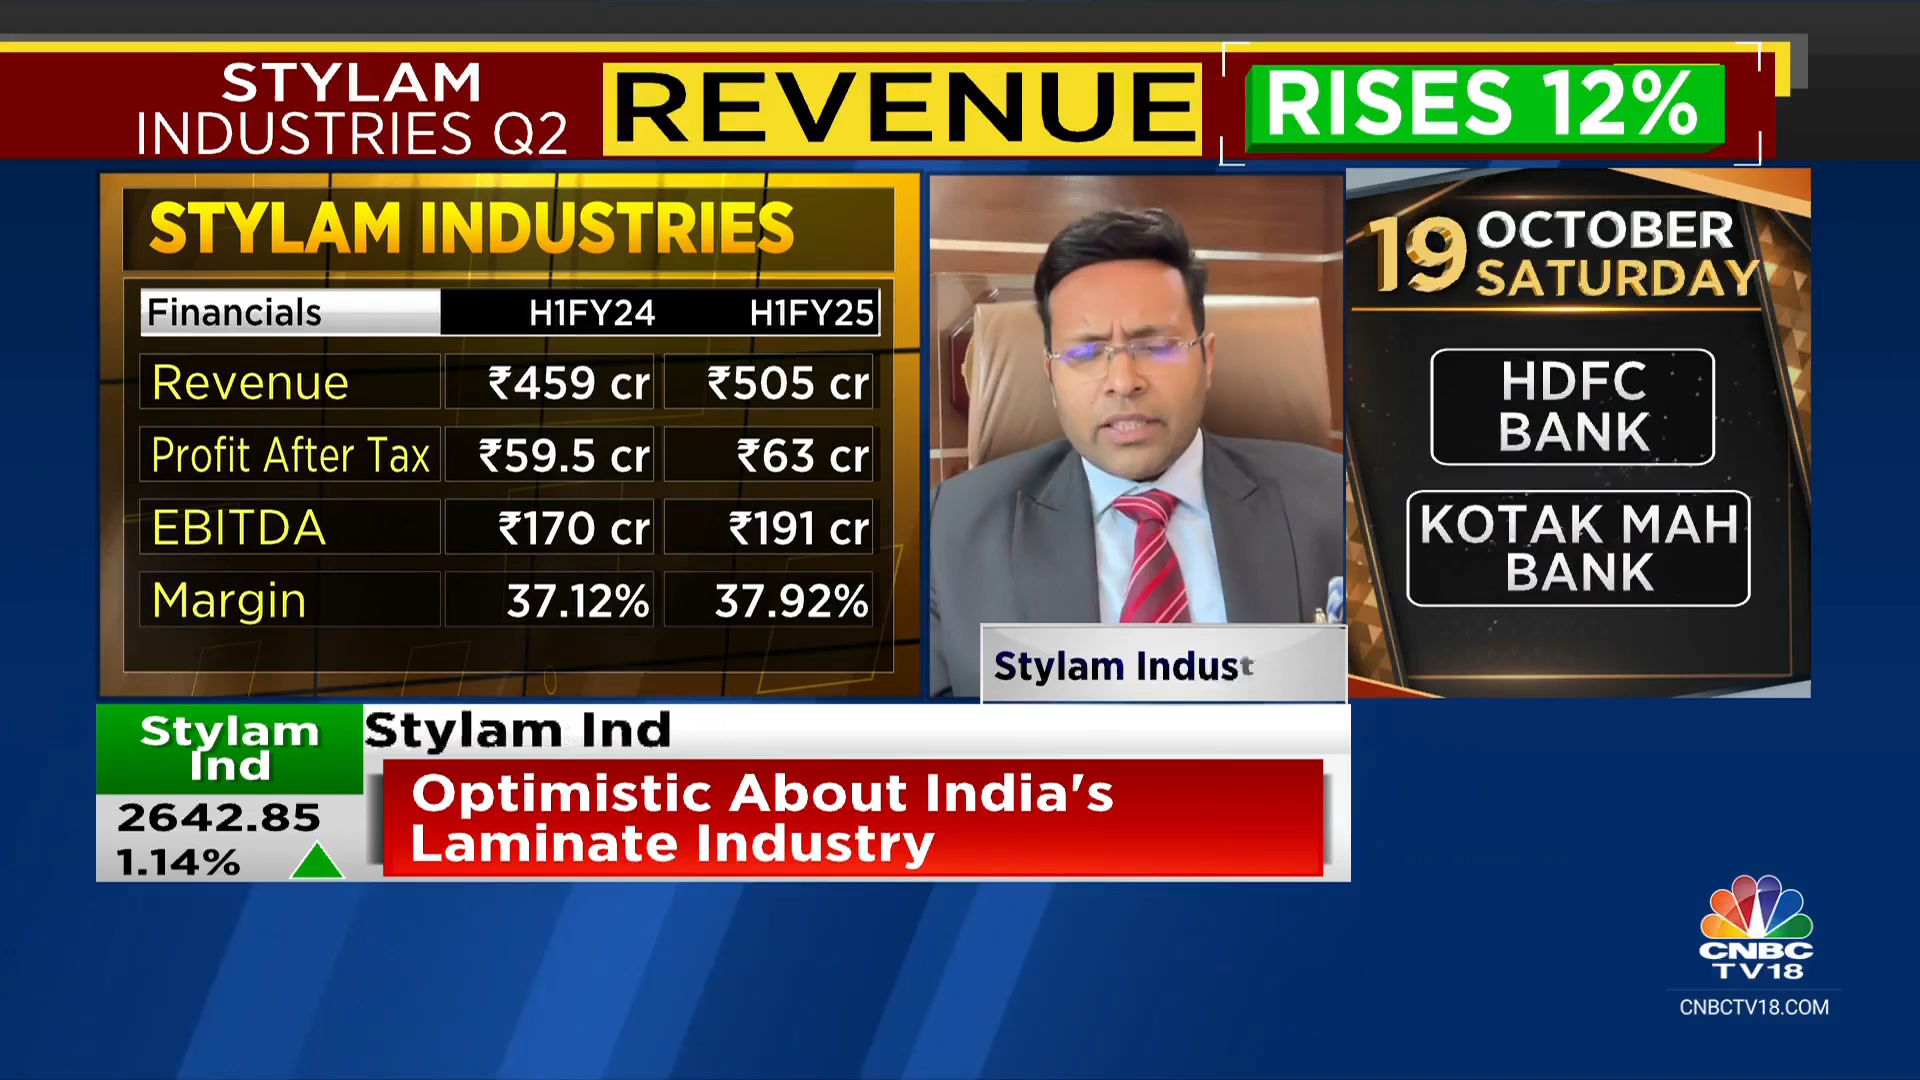 STYLAM
INDUSTRIES Q2
REVENUE
RISES 12%
STYLAM INDUSTRIES
Financials H1FY24 H1FY25
Revenue ₹459 cr ₹505 cr
Profit After Tax ₹59.5 cr ₹63 cr
EBITDA ₹170 cr ₹191 cr
Margin 37.12% 37.92%
Stylam Indust
19 OCTOBER
SATURDAY
HDFC
BANK
KOTAK MAH
BANK
Stylam
Ind
2642.85
1.14%
Stylam Ind
Optimistic About India's
Laminate Industry
CNBC
TV18
CNBCTV18.COM